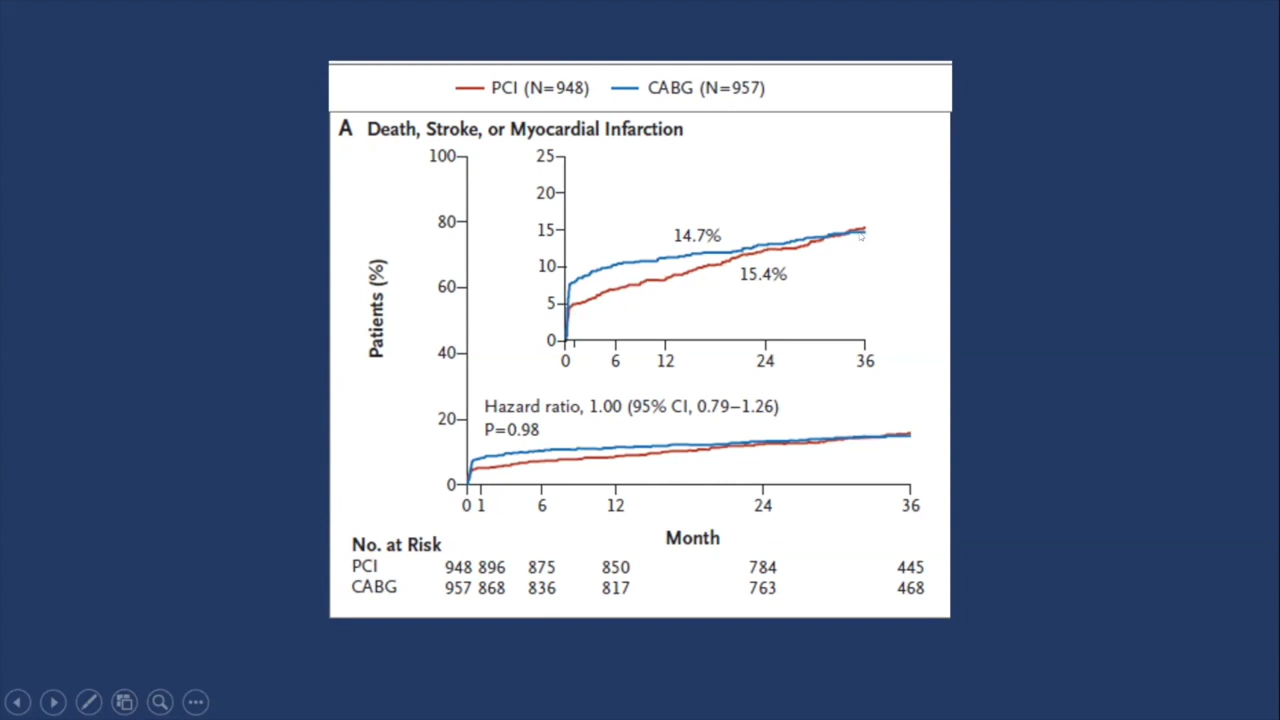 PCI (N=948) CABG (N=957)
A Death, Stroke, or Myocardial Infarction
100
80
60
40
20
0
Patients (%)
25
20
15
10
5
0
14.7%
15.4%
0 6 12 24 36
Hazard ratio, 1.00 (95% CI, 0.79–1.26)
P=0.98
0 1 6 12 24 36
Month
No. at Risk
PCI 948 896 875 850 784 445
CABG 957 868 836 817 763 468